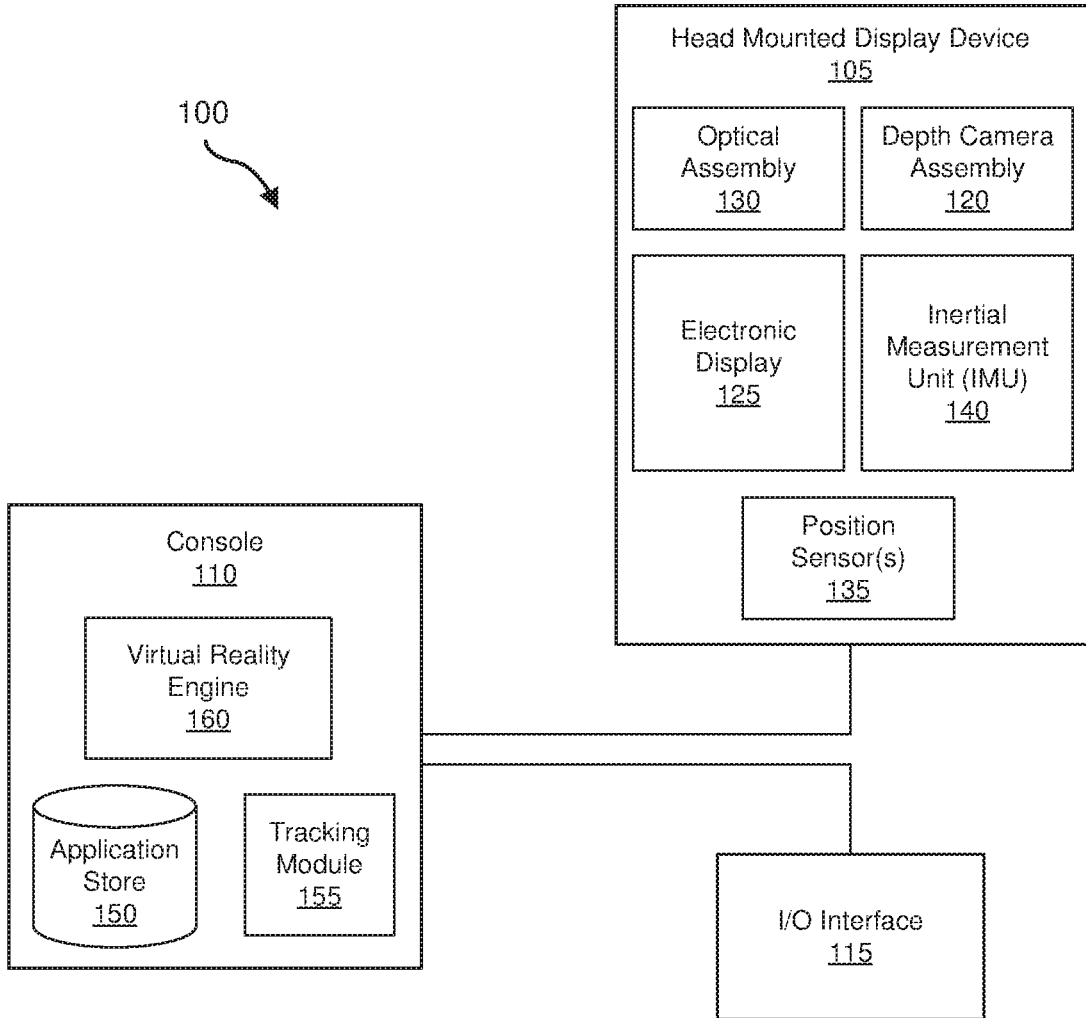 100
Head Mounted Display Device
105
Optical
Assembly
130
Depth Camera
Assembly
120
Electronic
Display
125
Inertial
Measurement
Unit (IMU)
140
Position
Sensor(s)
135
Console
110
Virtual Reality
Engine
160
Application
Store
150
Tracking
Module
155
I/O Interface
115